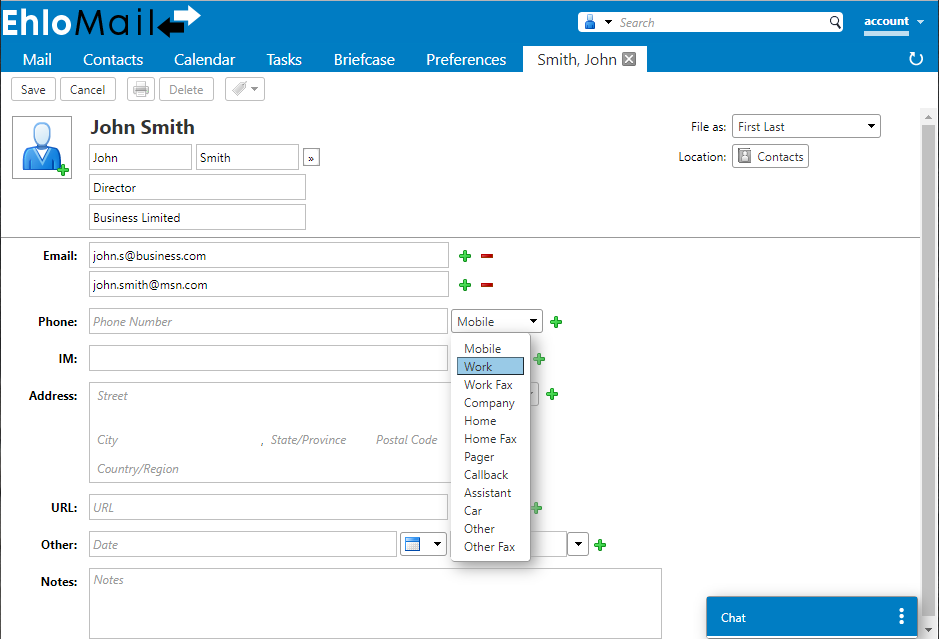 EhloMail
Search
account
Mail Contacts Calendar Tasks Briefcase Preferences Smith, John
Save Cancel Delete
John Smith
File as: First Last
John Smith »
Location: Contacts
Director
Business Limited
Email: john.s@business.com
john.smith@msn.com
Phone: Phone Number Mobile
Mobile
IM:
Work
Work Fax
Address: Street
Company
Home
City , State/Province Postal Code
Home Fax
Pager
Country/Region
Callback
Assistant
URL: URL
Car
Other
Other: Date
Other Fax
Notes: Notes
Chat